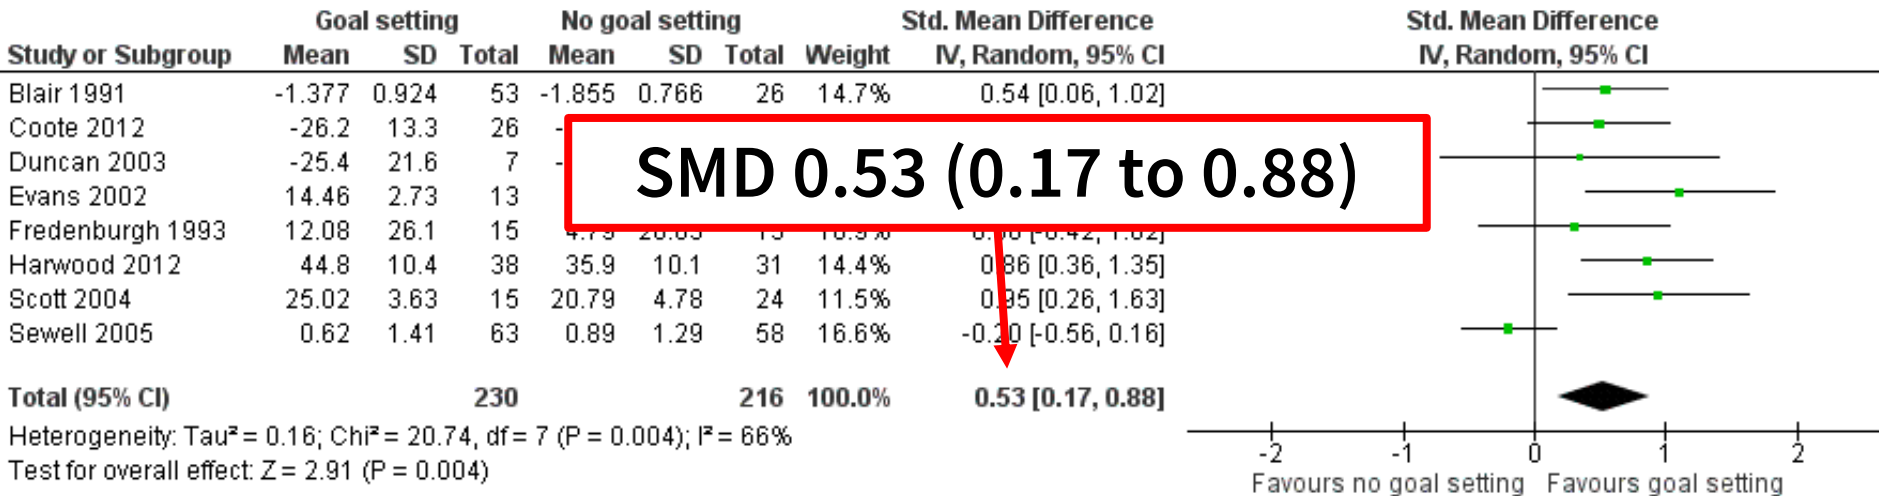 Goal setting No goal setting Std. Mean Difference Std. Mean Difference
Study or Subgroup Mean SD Total Mean SD Total Weight IV, Random, 95% CI IV, Random, 95% CI
Blair 1991 -1.377 0.924 53 -1.855 0.766 26 14.7% 0.54 [0.06, 1.02]
Coote 2012 -26.2 13.3 26
Duncan 2003 -25.4 21.6 7
SMD 0.53 (0.17 to 0.88)
Evans 2002 14.46 2.73 13
Fredenburgh 1993 12.08 26.1 15
Harwood 2012 44.8 10.4 38 35.9 10.1 31 14.4% 0.86 [0.36, 1.35]
Scott 2004 25.02 3.63 15 20.79 4.78 24 11.5% 0.95 [0.26, 1.63]
Sewell 2005 0.62 1.41 63 0.89 1.29 58 16.6% -0.20 [-0.56, 0.16]
Total (95% CI) 230 216 100.0% 0.53 [0.17, 0.88]
Heterogeneity: Tau² = 0.16; Chi² = 20.74, df = 7 (P = 0.004); I² = 66%
Test for overall effect: Z = 2.91 (P = 0.004)
-2 -1 0 1 2
Favours no goal setting Favours goal setting